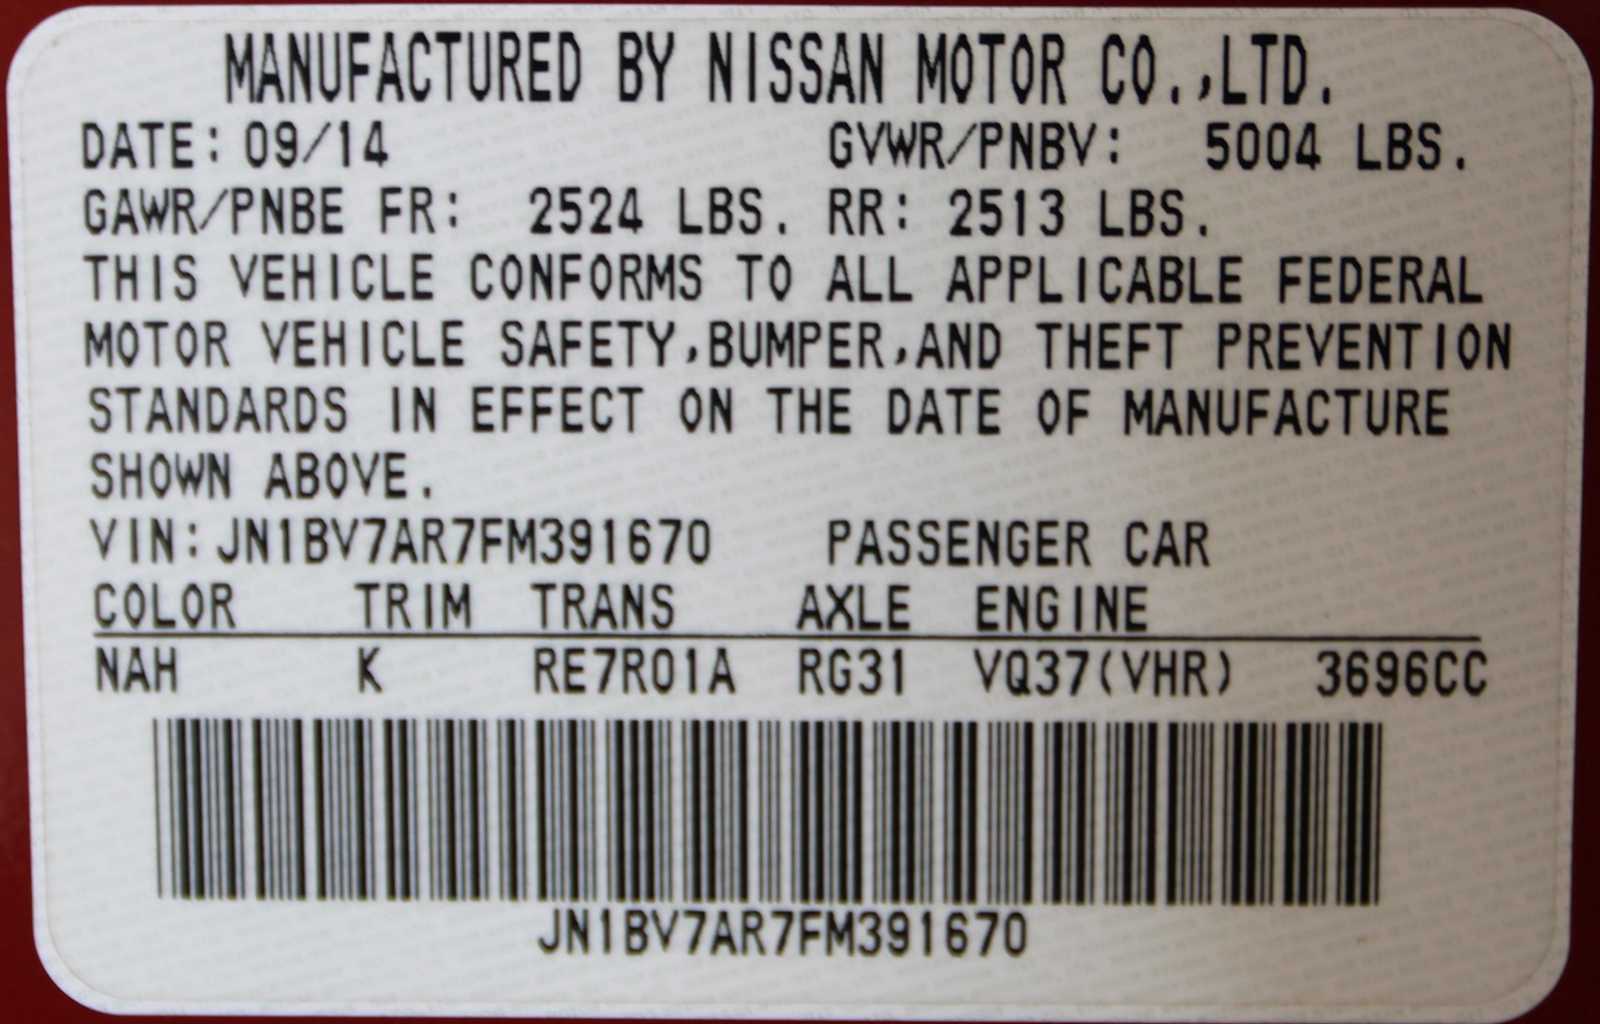 MANUFACTURED BY NISSAN MOTOR CO.,LTD.
DATE: 09/14 GVWR/PNBV: 5004 LBS.
GAWR/PNBE FR: 2524 LBS. RR: 2513 LBS.
THIS VEHICLE CONFORMS TO ALL APPLICABLE FEDERAL
MOTOR VEHICLE SAFETY,BUMPER,AND THEFT PREVENTION
STANDARDS IN EFFECT ON THE DATE OF MANUFACTURE
SHOWN ABOVE.
VIN:JN1BV7AR7FM391670 PASSENGER CAR
COLOR TRIM TRANS AXLE ENGINE
NAH K RE7R01A RG31 VQ37(VHR) 3696CC
JN1BV7AR7FM391670